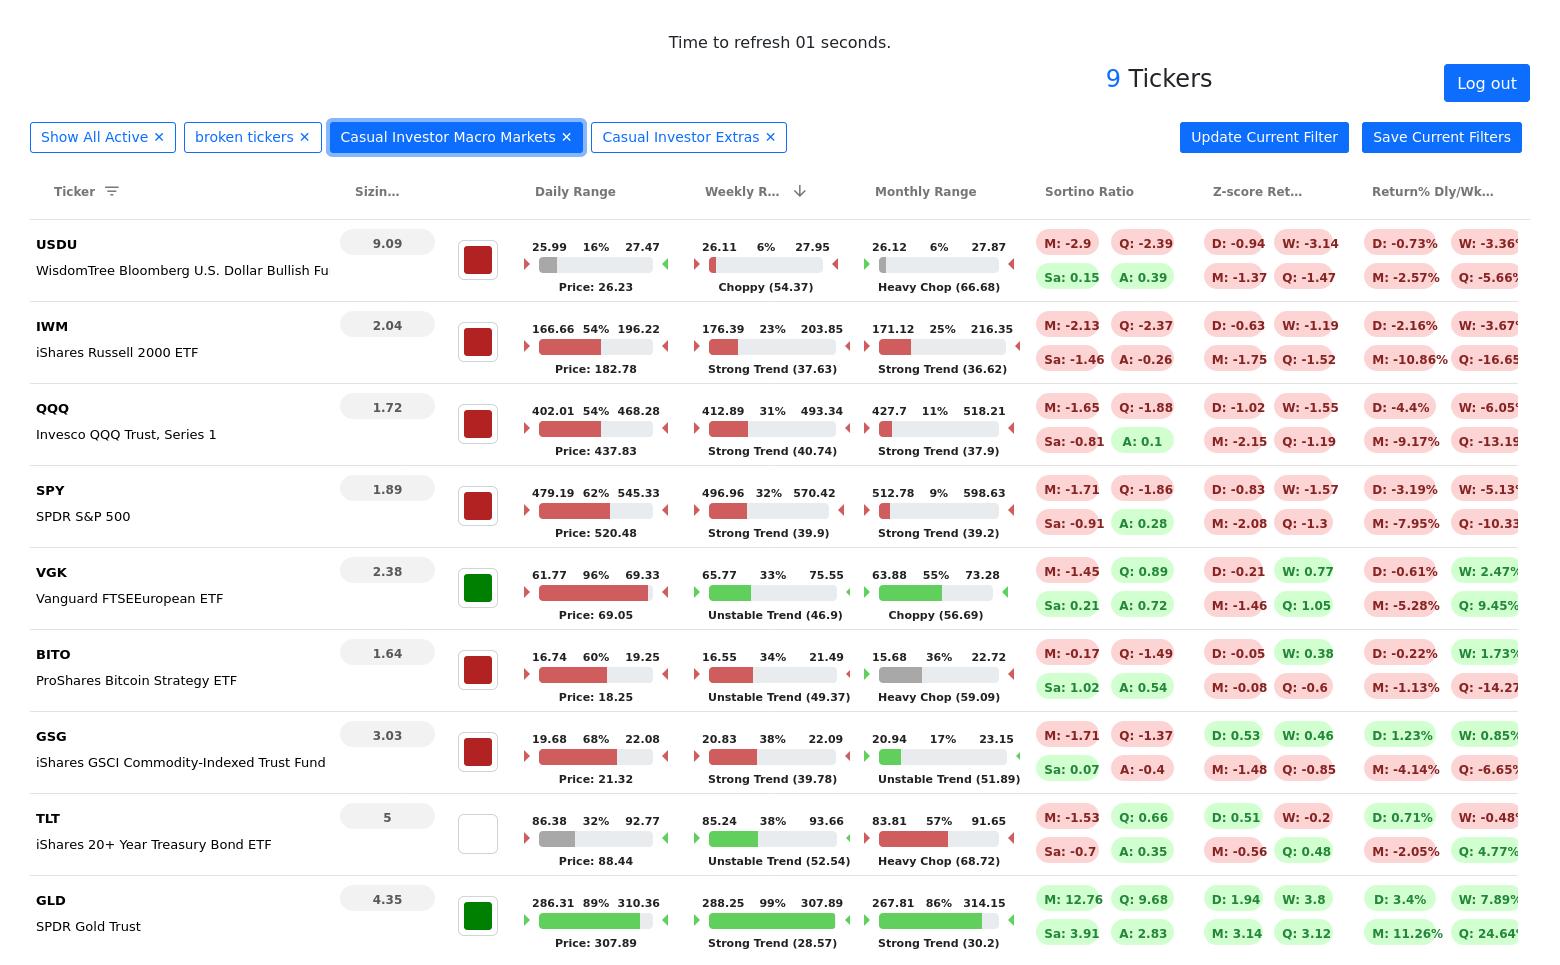 Time to refresh 01 seconds.
9 Tickers
Log out
Show All Active ✕ broken tickers ✕ Casual Investor Macro Markets ✕ Casual Investor Extras ✕ Update Current Filter Save Current Filters
Ticker Sizin... Daily Range Weekly R... Monthly Range Sortino Ratio Z-score Ret... Return% Dly/Wk...
USDU 9.09 25.99 16% 27.47 26.11 6% 27.95 26.12 6% 27.87 M: -2.9 Q: -2.39 D: -0.94 W: -3.14 D: -0.73% W: -3.36%
WisdomTree Bloomberg U.S. Dollar Bullish Fu Price: 26.23 Choppy (54.37) Heavy Chop (66.68) Sa: 0.15 A: 0.39 M: -1.37 Q: -1.47 M: -2.57% Q: -5.66%
IWM 2.04 166.66 54% 196.22 176.39 23% 203.85 171.12 25% 216.35 M: -2.13 Q: -2.37 D: -0.63 W: -1.19 D: -2.16% W: -3.67%
iShares Russell 2000 ETF Price: 182.78 Strong Trend (37.63) Strong Trend (36.62) Sa: -1.46 A: -0.26 M: -1.75 Q: -1.52 M: -10.86% Q: -16.65
QQQ 1.72 402.01 54% 468.28 412.89 31% 493.34 427.7 11% 518.21 M: -1.65 Q: -1.88 D: -1.02 W: -1.55 D: -4.4% W: -6.05%
Invesco QQQ Trust, Series 1 Price: 437.83 Strong Trend (40.74) Strong Trend (37.9) Sa: -0.81 A: 0.1 M: -2.15 Q: -1.19 M: -9.17% Q: -13.19
SPY 1.89 479.19 62% 545.33 496.96 32% 570.42 512.78 9% 598.63 M: -1.71 Q: -1.86 D: -0.83 W: -1.57 D: -3.19% W: -5.13%
SPDR S&P 500 Price: 520.48 Strong Trend (39.9) Strong Trend (39.2) Sa: -0.91 A: 0.28 M: -2.08 Q: -1.3 M: -7.95% Q: -10.33
VGK 2.38 61.77 96% 69.33 65.77 33% 75.55 63.88 55% 73.28 M: -1.45 Q: 0.89 D: -0.21 W: 0.77 D: -0.61% W: 2.47%
Vanguard FTSEEuropean ETF Price: 69.05 Unstable Trend (46.9) Choppy (56.69) Sa: 0.21 A: 0.72 M: -1.46 Q: 1.05 M: -5.28% Q: 9.45%
BITO 1.64 16.74 60% 19.25 16.55 34% 21.49 15.68 36% 22.72 M: -0.17 Q: -1.49 D: -0.05 W: 0.38 D: -0.22% W: 1.73%
ProShares Bitcoin Strategy ETF Price: 18.25 Unstable Trend (49.37) Heavy Chop (59.09) Sa: 1.02 A: 0.54 M: -0.08 Q: -0.6 M: -1.13% Q: -14.27
GSG 3.03 19.68 68% 22.08 20.83 38% 22.09 20.94 17% 23.15 M: -1.71 Q: -1.37 D: 0.53 W: 0.46 D: 1.23% W: 0.85%
iShares GSCI Commodity-Indexed Trust Fund Price: 21.32 Strong Trend (39.78) Unstable Trend (51.89) Sa: 0.07 A: -0.4 M: -1.48 Q: -0.85 M: -4.14% Q: -6.65%
TLT 5 86.38 32% 92.77 85.24 38% 93.66 83.81 57% 91.65 M: -1.53 Q: 0.66 D: 0.51 W: -0.2 D: 0.71% W: -0.48%
iShares 20+ Year Treasury Bond ETF Price: 88.44 Unstable Trend (52.54) Heavy Chop (68.72) Sa: -0.7 A: 0.35 M: -0.56 Q: 0.48 M: -2.05% Q: 4.77%
GLD 4.35 286.31 89% 310.36 288.25 99% 307.89 267.81 86% 314.15 M: 12.76 Q: 9.68 D: 1.94 W: 3.8 D: 3.4% W: 7.89%
SPDR Gold Trust Price: 307.89 Strong Trend (28.57) Strong Trend (30.2) Sa: 3.91 A: 2.83 M: 3.14 Q: 3.12 M: 11.26% Q: 24.64%